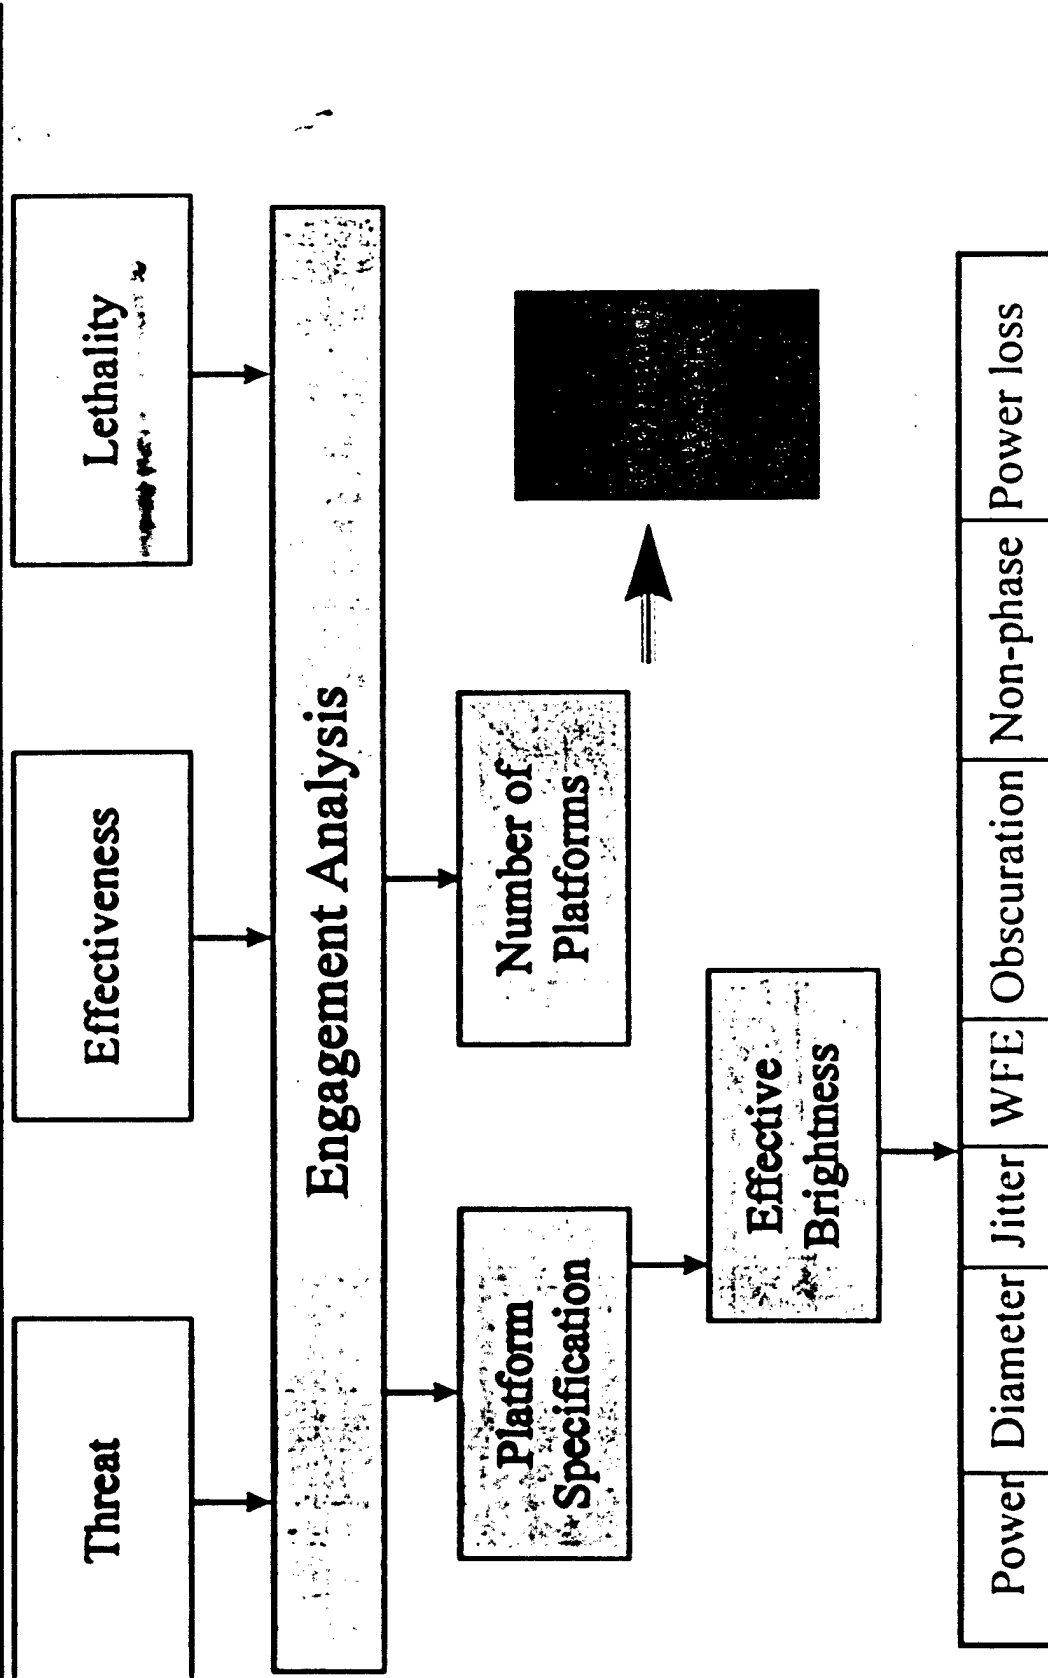 Threat
Effectiveness
Lethality
Engagement Analysis
Platform
Specification
Number of
Platforms
Effective
Brightness
Power Diameter Jitter WFE Obscuration Non-phase Power loss